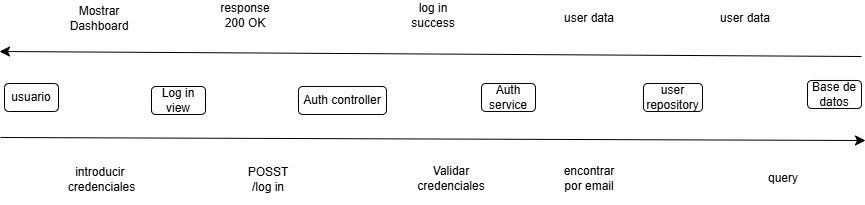 Mostrar
Dashboard
response
200 OK
log in
success
user data
user data
usuario
Log in
view
Auth controller
Auth
service
user
repository
Base de
datos
introducir
credenciales
POSST
/log in
Validar
credenciales
encontrar
por email
query